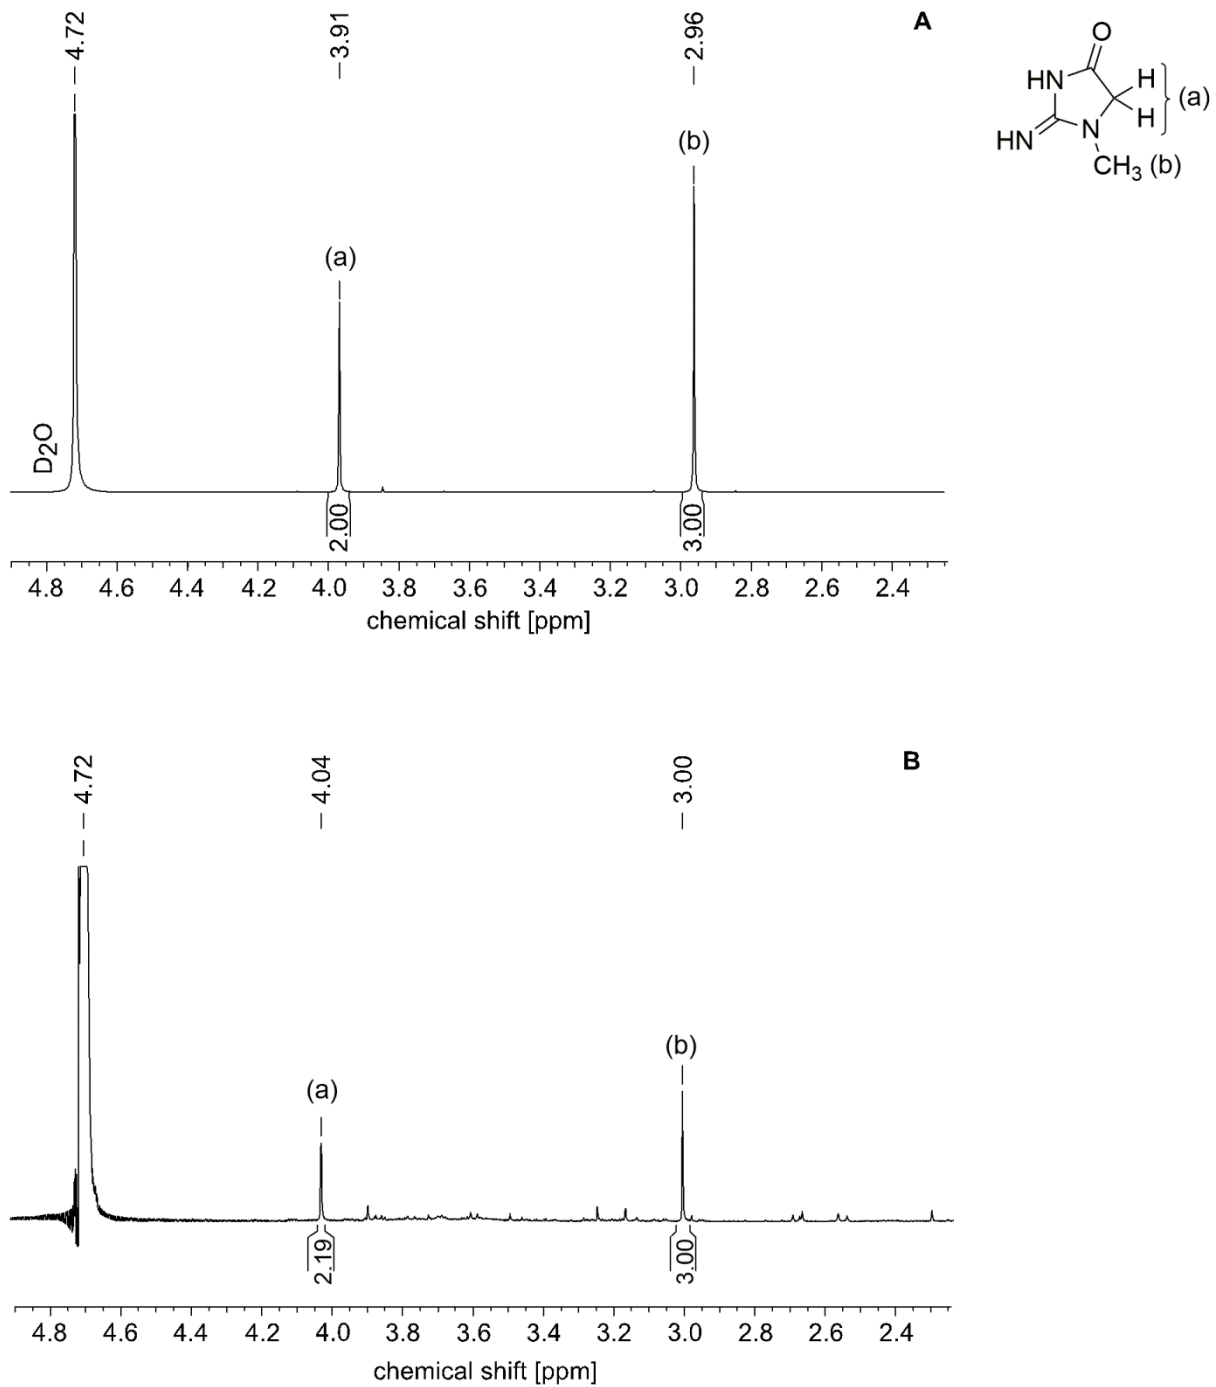 4.72
3.91
2.96
A
O
HN
H
H
(a)
N
HN
CH3 (b)
(b)
(a)
D2O
2.00
3.00
4.8 4.6 4.4 4.2 4.0 3.8 3.6 3.4 3.2 3.0 2.8 2.6 2.4
chemical shift [ppm]
4.72
4.04
3.00
B
(b)
(a)
2.19
3.00
4.8 4.6 4.4 4.2 4.0 3.8 3.6 3.4 3.2 3.0 2.8 2.6 2.4
chemical shift [ppm]